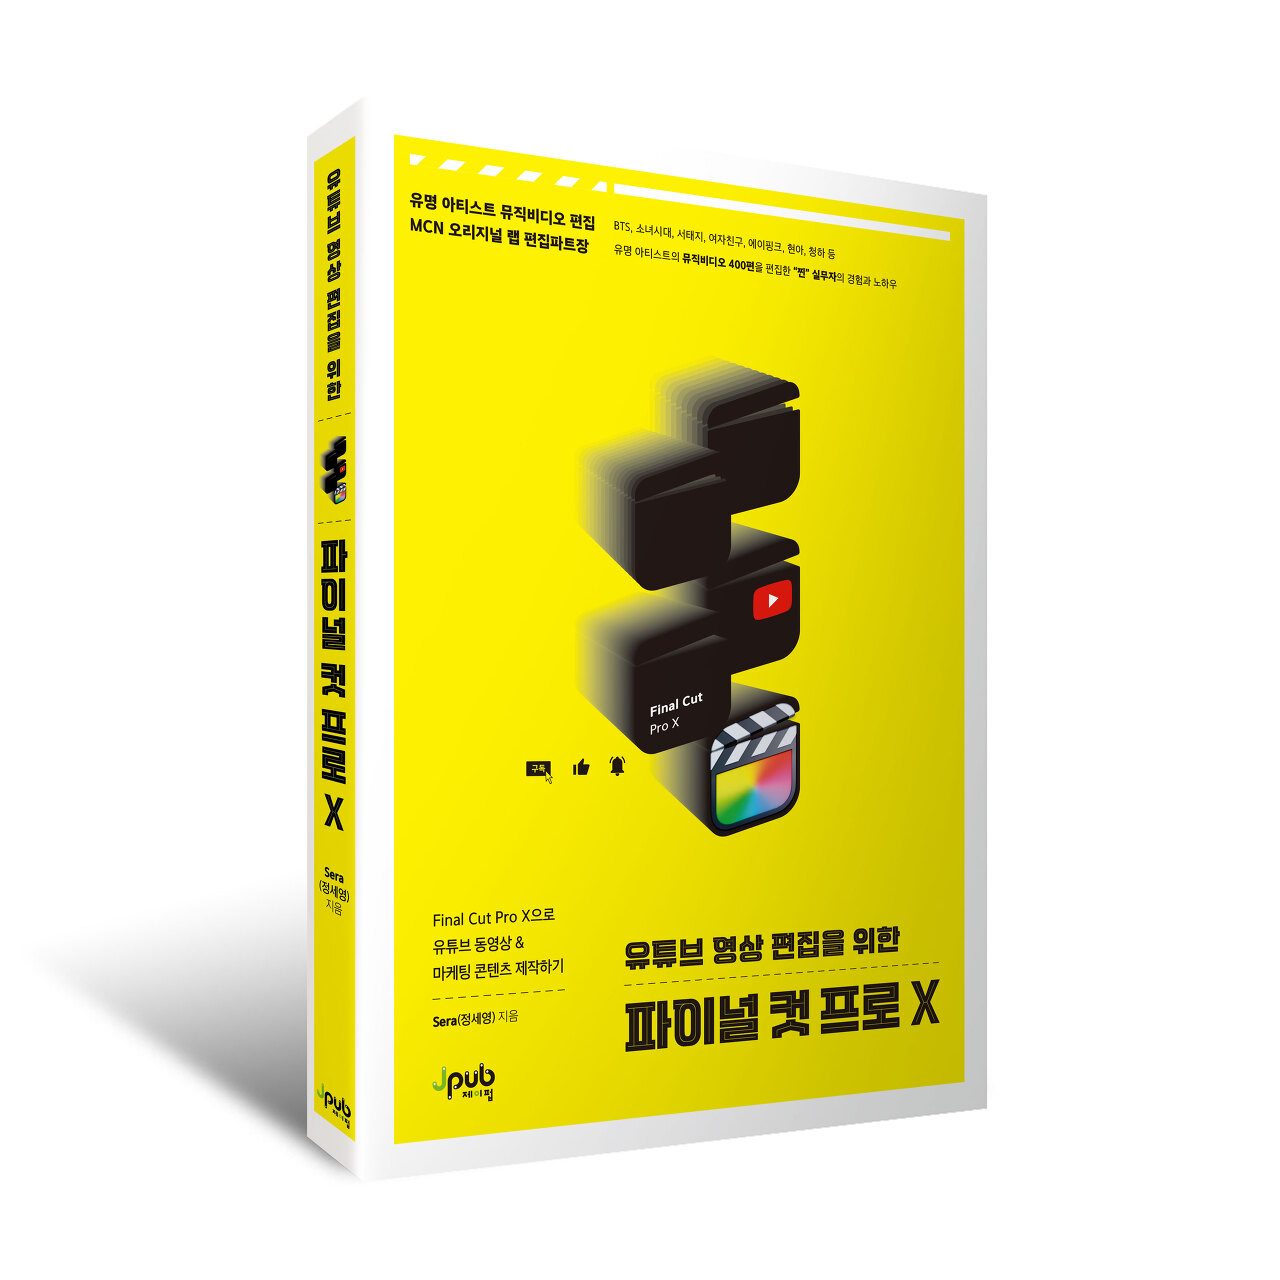 유명 아티스트 뮤직비디오 편집
MCN 오리지널 랩 편집파트장
BTS, 소녀시대, 서태지, 여자친구, 에이핑크, 현아, 청하 등
유명 아티스트의 뮤직비디오 400편을 편집한 "찐" 실무자의 경험과 노하우
Final Cut
Pro X
구독
Final Cut Pro X으로
유튜브 동영상 &
마케팅 콘텐츠 제작하기
Sera(정세영) 지음
Jpub
제이펍
유튜브 영상 편집을 위한
파이널 컷 프로 X
유튜브 영상 편집을 위한
파이널 컷 프로 X
Sera
(정세영)
지음
Jpub
제이펍